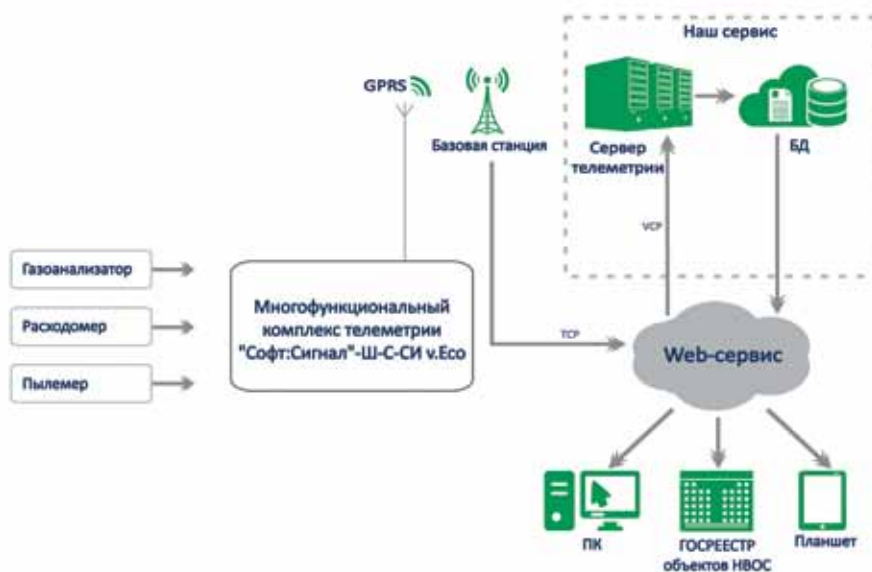 Наш сервис
GPRS
Базовая станция
Сервер
телеметрии
БД
VCP
Газоанализатор
Расходомер
Пылемер
Многофункциональный
комплекс телеметрии
"Софт:Сигнал"-Ш-С-СИ v.Eco
TCP
Web-сервис
ПК
ГОСРЕЕСТР
объектов НВОС
Планшет